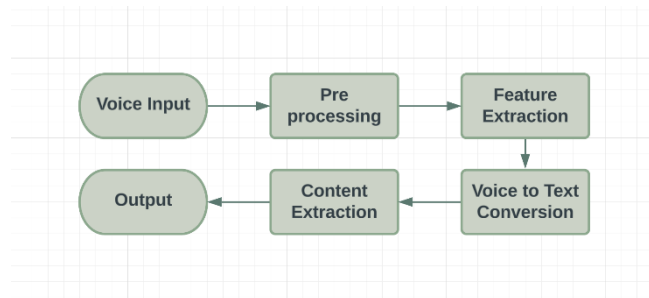 Voice Input
Pre
processing
Feature
Extraction
Voice to Text
Conversion
Content
Extraction
Output